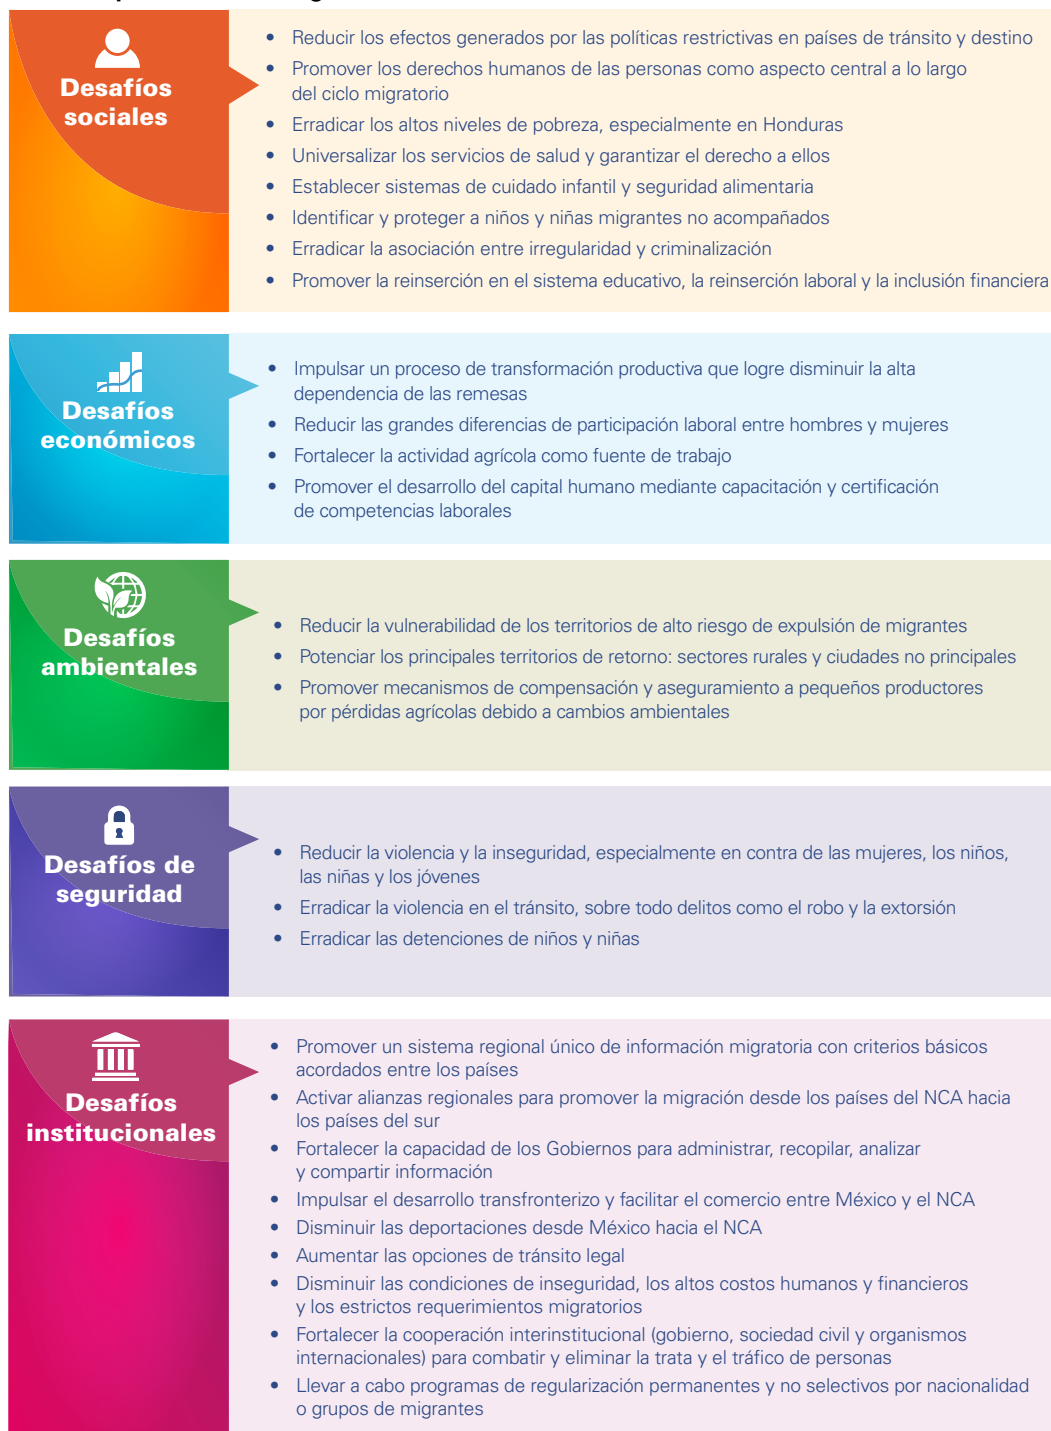 Desafíos
sociales
• Reducir los efectos generados por las políticas restrictivas en países de tránsito y destino
• Promover los derechos humanos de las personas como aspecto central a lo largo
del ciclo migratorio
• Erradicar los altos niveles de pobreza, especialmente en Honduras
• Universalizar los servicios de salud y garantizar el derecho a ellos
• Establecer sistemas de cuidado infantil y seguridad alimentaria
• Identificar y proteger a niños y niñas migrantes no acompañados
• Erradicar la asociación entre irregularidad y criminalización
• Promover la reinserción en el sistema educativo, la reinserción laboral y la inclusión financiera
Desafíos
económicos
• Impulsar un proceso de transformación productiva que logre disminuir la alta
dependencia de las remesas
• Reducir las grandes diferencias de participación laboral entre hombres y mujeres
• Fortalecer la actividad agrícola como fuente de trabajo
• Promover el desarrollo del capital humano mediante capacitación y certificación
de competencias laborales
Desafíos
ambientales
• Reducir la vulnerabilidad de los territorios de alto riesgo de expulsión de migrantes
• Potenciar los principales territorios de retorno: sectores rurales y ciudades no principales
• Promover mecanismos de compensación y aseguramiento a pequeños productores
por pérdidas agrícolas debido a cambios ambientales
Desafíos de
seguridad
• Reducir la violencia y la inseguridad, especialmente en contra de las mujeres, los niños,
las niñas y los jóvenes
• Erradicar la violencia en el tránsito, sobre todo delitos como el robo y la extorsión
• Erradicar las detenciones de niños y niñas
Desafíos
institucionales
• Promover un sistema regional único de información migratoria con criterios básicos
acordados entre los países
• Activar alianzas regionales para promover la migración desde los países del NCA hacia
los países del sur
• Fortalecer la capacidad de los Gobiernos para administrar, recopilar, analizar
y compartir información
• Impulsar el desarrollo transfronterizo y facilitar el comercio entre México y el NCA
• Disminuir las deportaciones desde México hacia el NCA
• Aumentar las opciones de tránsito legal
• Disminuir las condiciones de inseguridad, los altos costos humanos y financieros
y los estrictos requerimientos migratorios
• Fortalecer la cooperación interinstitucional (gobierno, sociedad civil y organismos
internacionales) para combatir y eliminar la trata y el tráfico de personas
• Llevar a cabo programas de regularización permanentes y no selectivos por nacionalidad
o grupos de migrantes